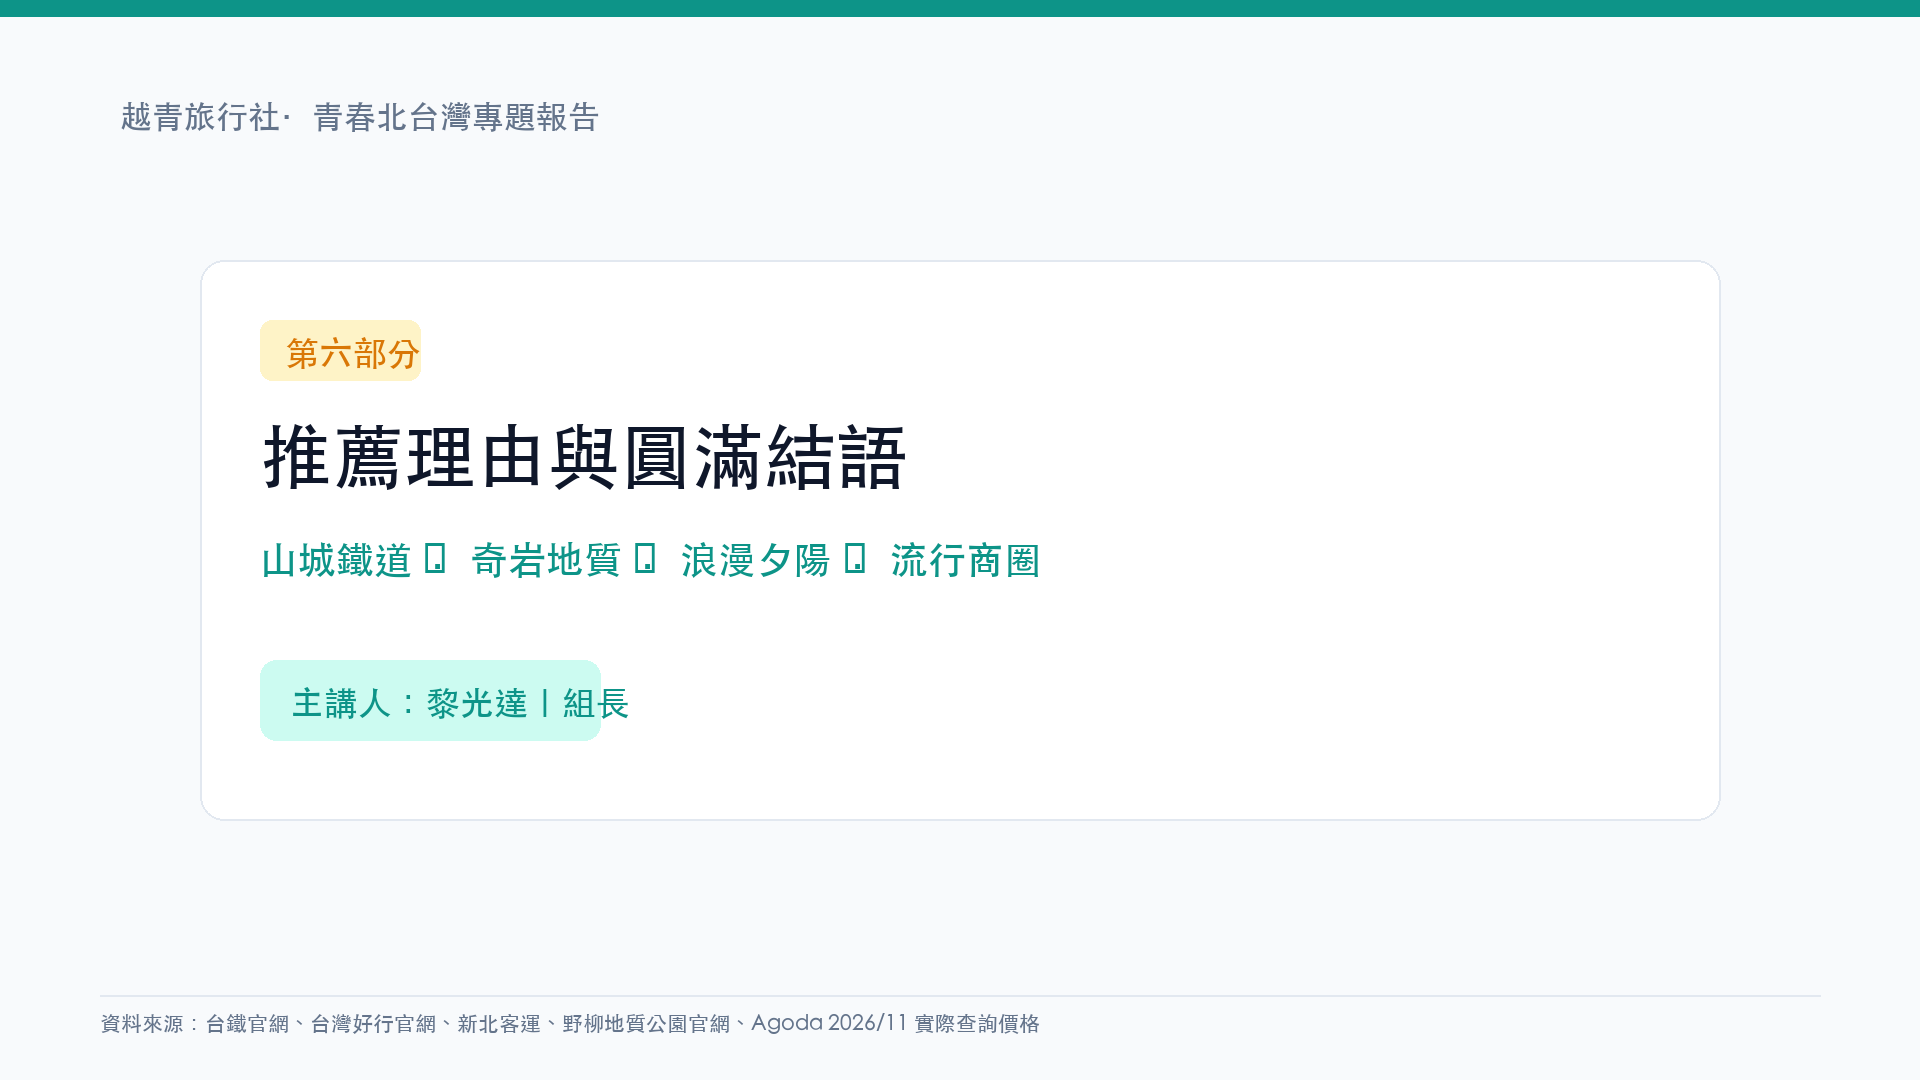 越青旅行社· 青春北台灣專題報告
第六部分
推薦理由與圓滿結語
山城鐵道 奇岩地質 浪漫夕陽 流行商圈
主講人：黎光達｜組長
資料來源：台鐵官網、台灣好行官網、新北客運、野柳地質公園官網、Agoda 2026/11 實際查詢價格